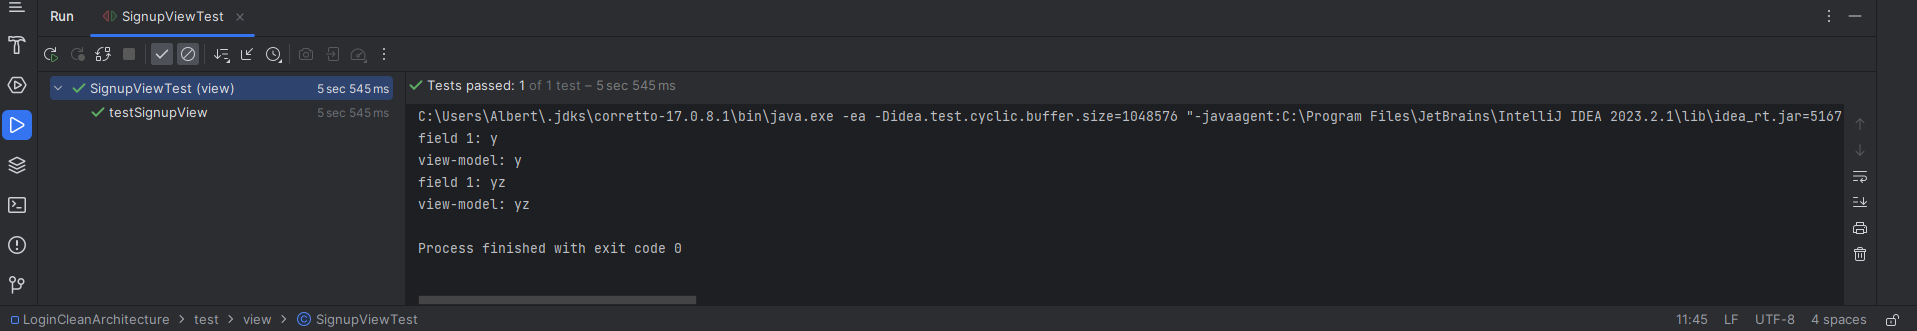 Run SignupViewTest
SignupViewTest (view) 5 sec 545 ms
testSignupView 5 sec 545 ms
Tests passed: 1 of 1 test – 5 sec 545 ms
C:\Users\Albert\.jdks\corretto-17.0.8.1\bin\java.exe -ea -Didea.test.cyclic.buffer.size=1048576 "-javaagent:C:\Program Files\JetBrains\IntelliJ IDEA 2023.2.1\lib\idea_rt.jar=5167
field 1: y
view-model: y
field 1: yz
view-model: yz
Process finished with exit code 0
LoginCleanArchitecture > test > view > SignupViewTest 11:45 LF UTF-8 4 spaces